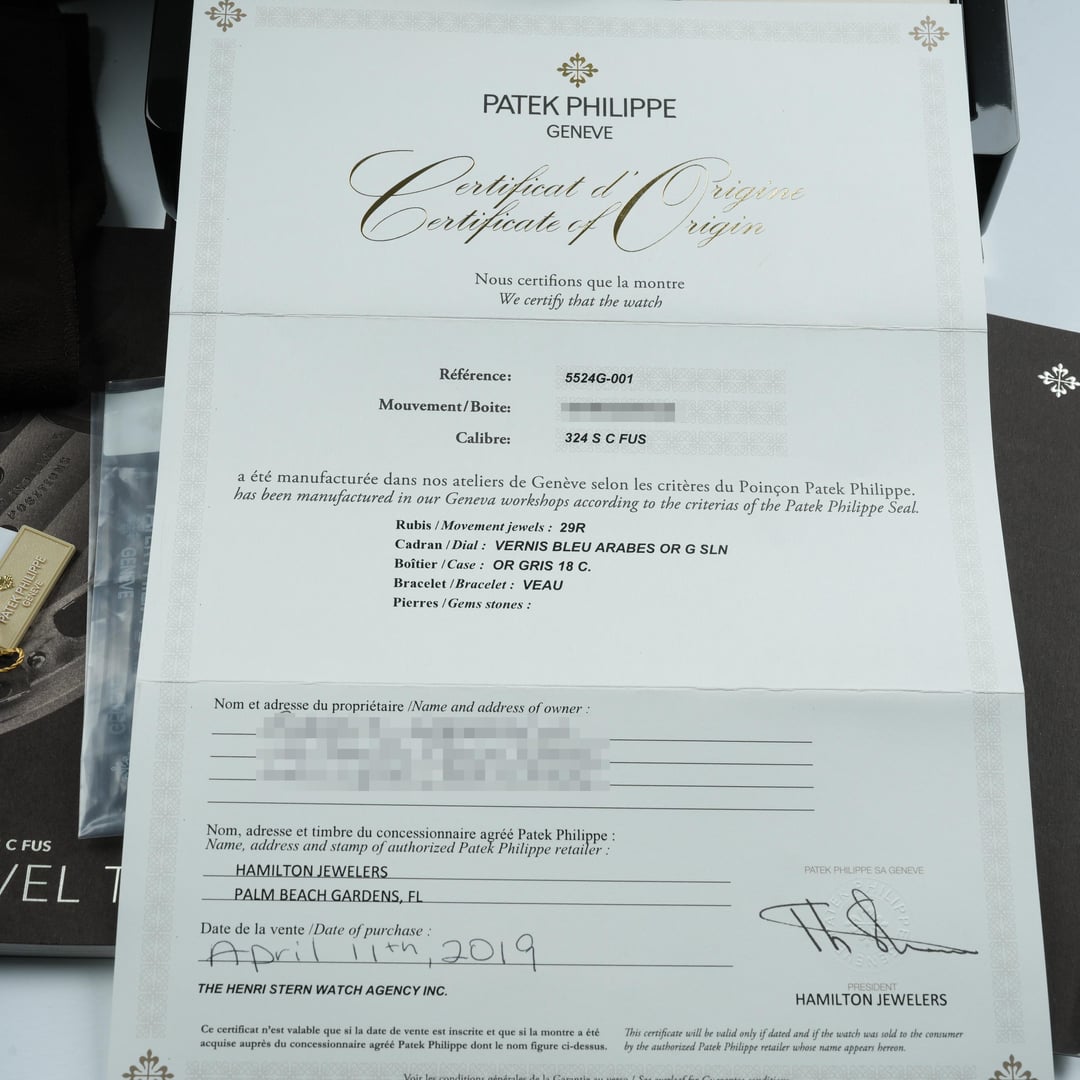 PATEK PHILIPPE
GENEVE
Certificat d'Origine
Certificate of Origin
Nous certifions que la montre
We certify that the watch
Référence: 5524G-001
Mouvement/Boite:
Calibre: 324 S C FUS
a été manufacturée dans nos ateliers de Genève selon les critères du Poinçon Patek Philippe.
has been manufactured in our Geneva workshops according to the criterias of the Patek Philippe Seal.
Rubis / Movement jewels : 29R
Cadran / Dial : VERNIS BLEU ARABES OR G SLN
Boîtier / Case : OR GRIS 18 C.
Bracelet / Bracelet : VEAU
Pierres / Gems stones :
Nom et adresse du propriétaire / Name and address of owner :
Nom, adresse et timbre du concessionnaire agréé Patek Philippe :
Name, address and stamp of authorized Patek Philippe retailer :
HAMILTON JEWELERS
PALM BEACH GARDENS, FL
Date de la vente / Date of purchase :
April 11th, 2019
THE HENRI STERN WATCH AGENCY INC.
PATEK PHILIPPE SA GENEVE
PRESIDENT
HAMILTON JEWELERS
Ce certificat n'est valable que si la date de vente est inscrite et que si la montre a été
acquise auprès du concessionnaire agréé Patek Philippe dont le nom figure ci-dessus.
This certificate will be valid only if dated and if the watch was sold to the consumer
by the authorized Patek Philippe retailer whose name appears hereon.
Voir les conditions générales de la Garantie au verso /
PATEK PHILIPPE
GENEVE
C FUS
VEL T